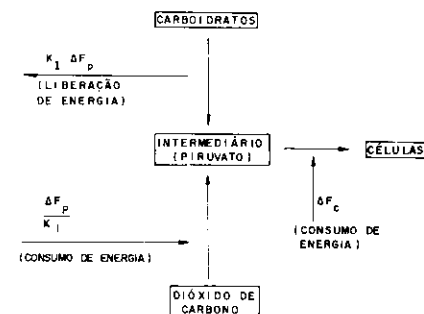 CARBOIDRATOS
K₁ ΔFₚ
(LIBERAÇÃO
DE ENERGIA)
INTERMEDIÁRIO
(PIRUVATO)
CÉLULAS
ΔFₚ
K₁
(CONSUMO DE ENERGIA)
ΔF꜀
(CONSUMO DE
ENERGIA)
DIÓXIDO DE
CARBONO